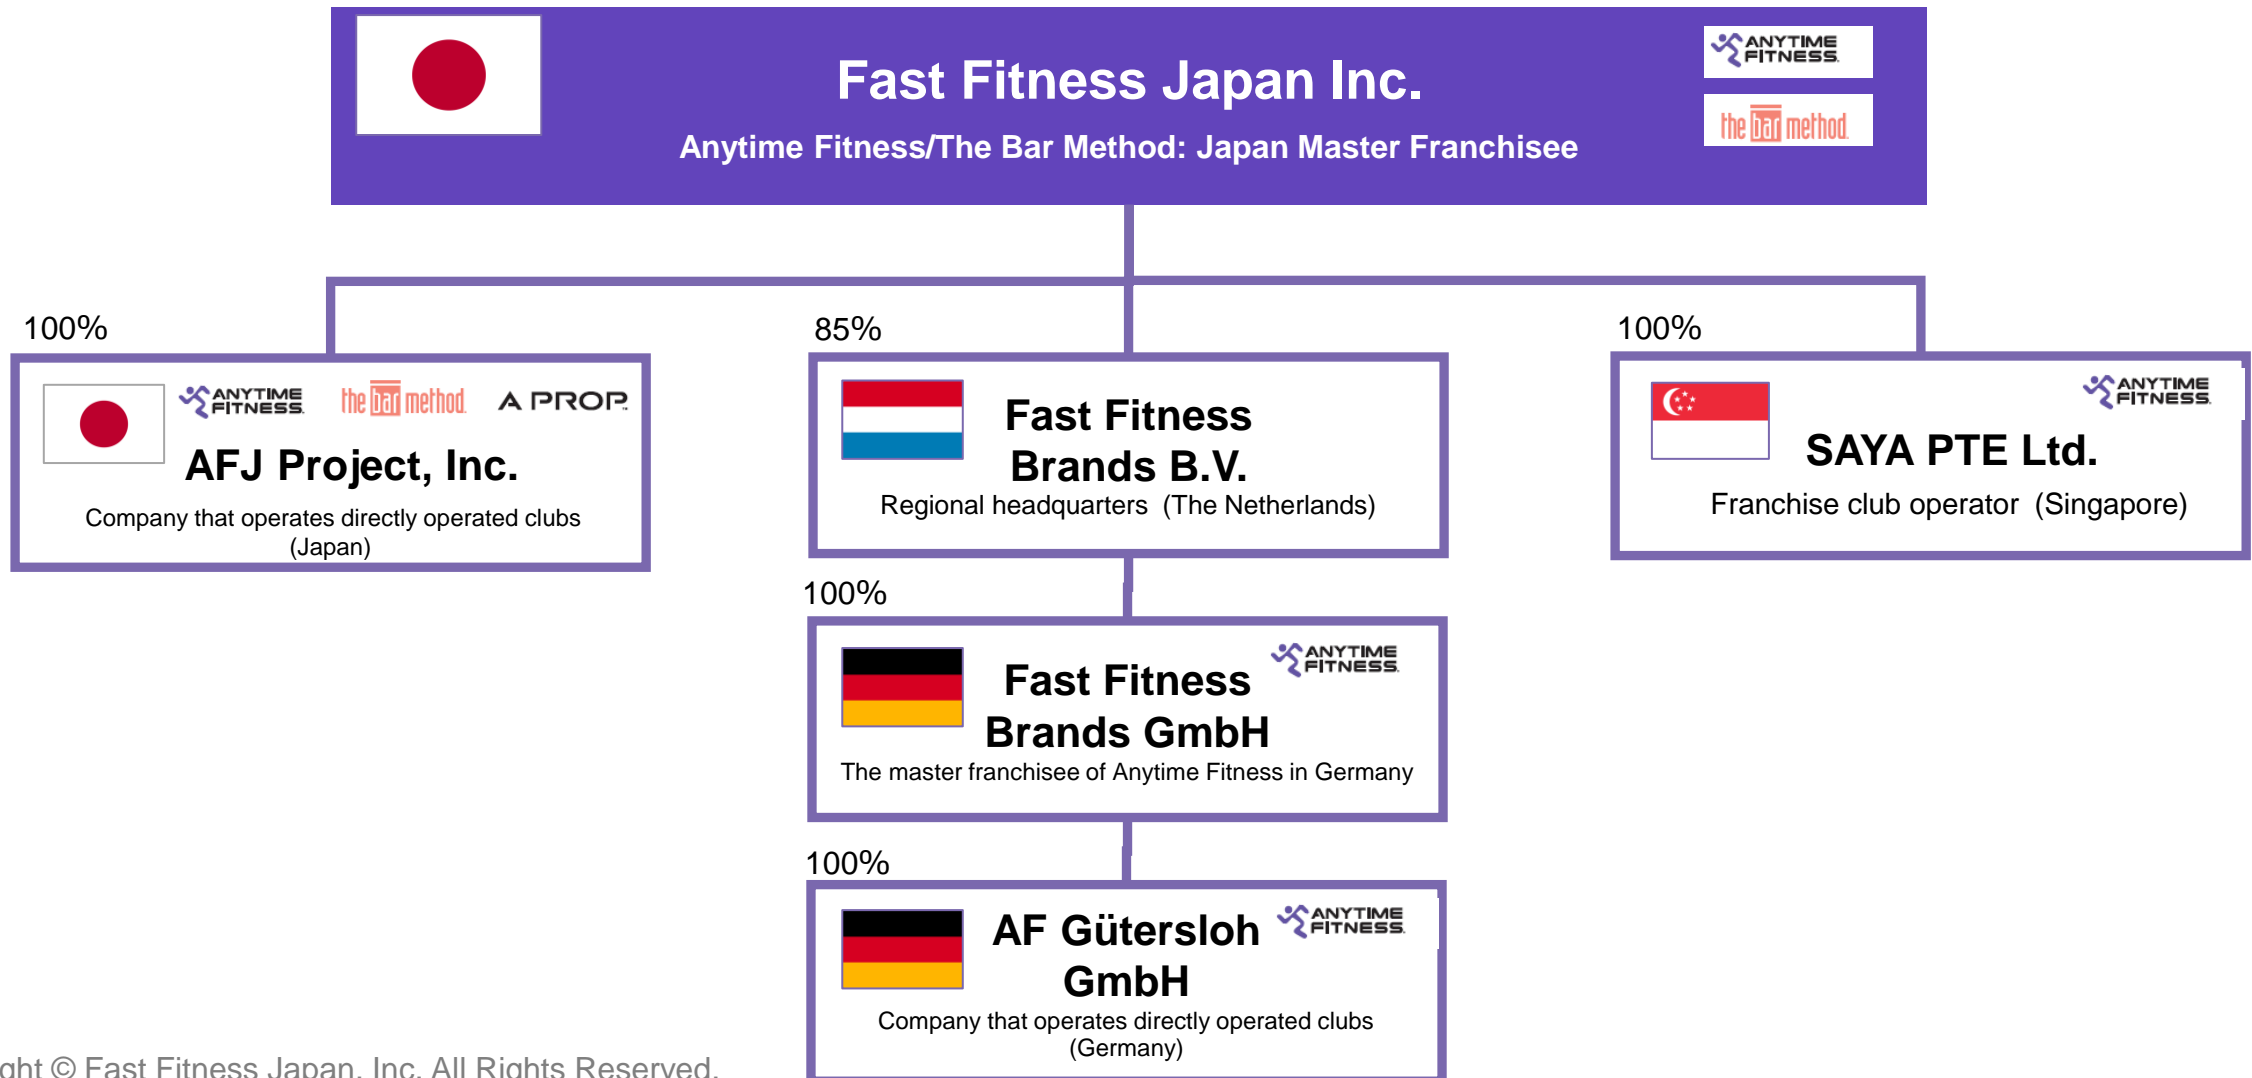 Fast Fitness Japan Inc.
Anytime Fitness/The Bar Method: Japan Master Franchisee
ANYTIME
FITNESS
the bar method
100%
ANYTIME
FITNESS
the bar method
A PROP
AFJ Project, Inc.
Company that operates directly operated clubs
(Japan)
85%
Fast Fitness
Brands B.V.
Regional headquarters (The Netherlands)
100%
ANYTIME
FITNESS
SAYA PTE Ltd.
Franchise club operator (Singapore)
100%
ANYTIME
FITNESS
Fast Fitness
Brands GmbH
The master franchisee of Anytime Fitness in Germany
100%
ANYTIME
FITNESS
AF Gütersloh
GmbH
Company that operates directly operated clubs
(Germany)
ght © Fast Fitness Japan, Inc. All Rights Reserved.